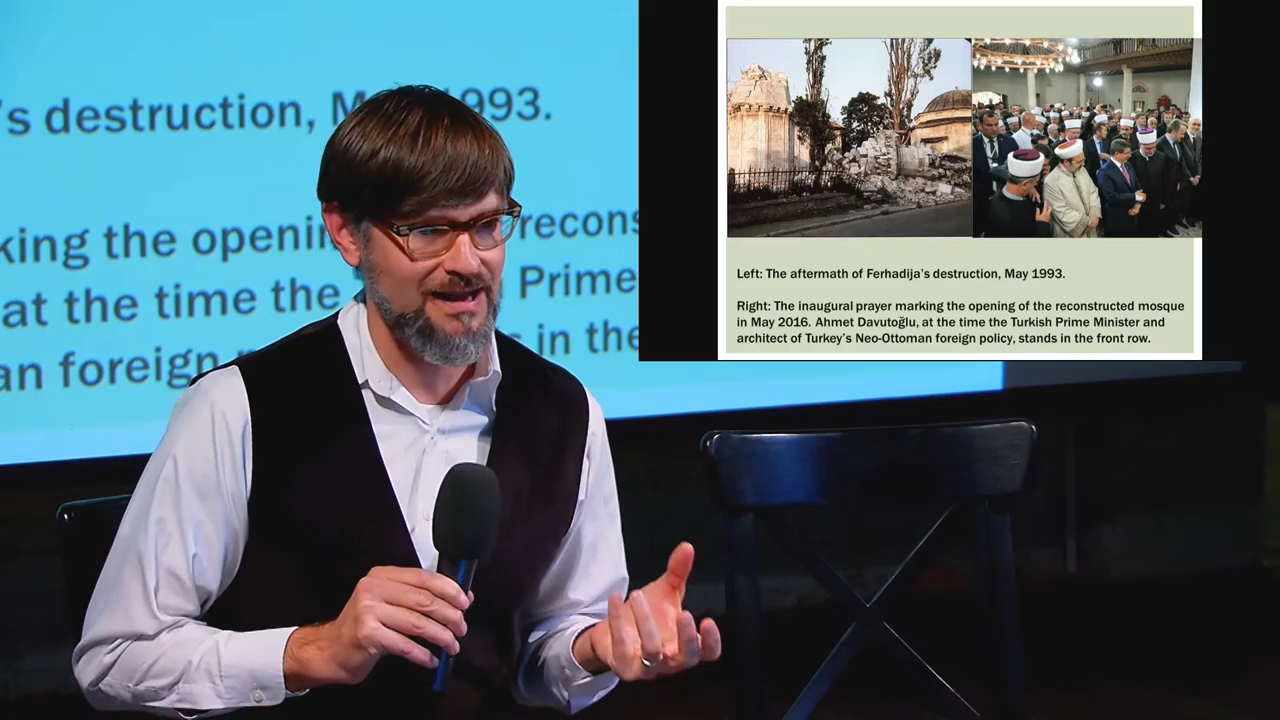 's destruction, M 1993.
king the openin recons
at the time the Prime
an foreign in the
Left: The aftermath of Ferhadija's destruction, May 1993.
Right: The inaugural prayer marking the opening of the reconstructed mosque
in May 2016. Ahmet Davutoğlu, at the time the Turkish Prime Minister and
architect of Turkey's Neo-Ottoman foreign policy, stands in the front row.